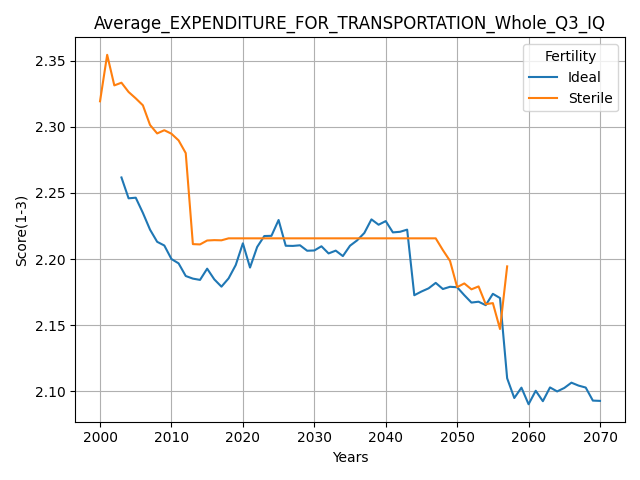 Average_EXPENDITURE_FOR_TRANSPORTATION_Whole_Q3_IQ
Fertility
Ideal
Sterile
Score(1-3)
2.35
2.30
2.25
2.20
2.15
2.10
2000 2010 2020 2030 2040 2050 2060 2070
Years